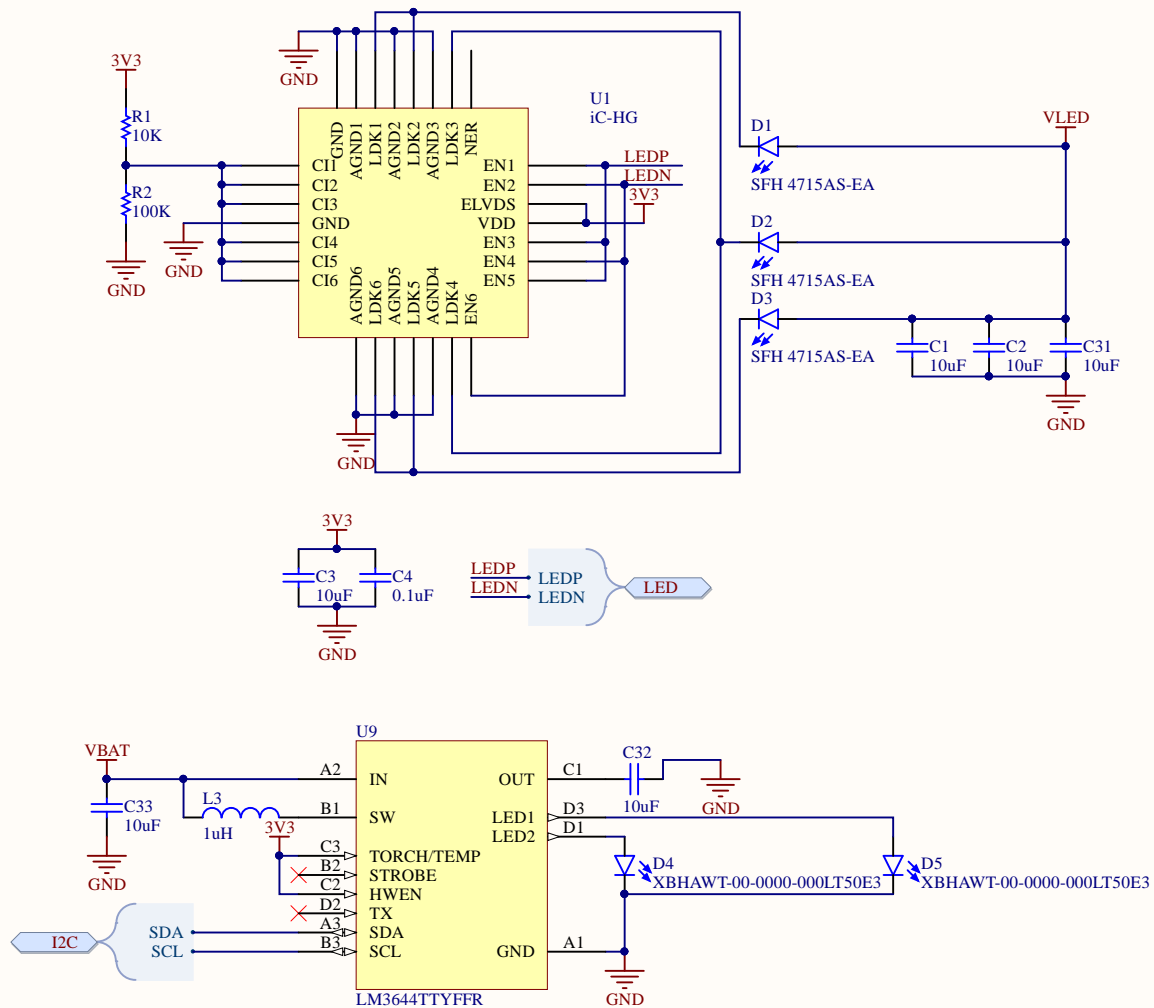 3V3
R1
10K
R2
100K
GND
GND
GND
U1
iC-HG
GND
AGND1
LDK1
AGND2
LDK2
AGND3
LDK3
NER
CI1
CI2
CI3
GND
CI4
CI5
CI6
EN1
EN2
ELVDS
VDD
EN3
EN4
EN5
AGND6
LDK6
AGND5
LDK5
AGND4
LDK4
EN6
LEDP
LEDN
3V3
GND
D1
SFH 4715AS-EA
D2
SFH 4715AS-EA
D3
SFH 4715AS-EA
VLED
C1
10uF
C2
10uF
C31
10uF
GND
3V3
C3
10uF
C4
0.1uF
GND
LEDP
LEDN
LEDP
LEDN
LED
U9
VBAT
C33
10uF
GND
L3
1uH
3V3
A2
B1
C3
B2
C2
D2
A3
B3
IN
SW
TORCH/TEMP
STROBE
HWEN
TX
SDA
SCL
OUT
LED1
LED2
GND
C1
D3
D1
A1
C32
10uF
GND
D4
XBHAWT-00-0000-000LT50E3
D5
XBHAWT-00-0000-000LT50E3
GND
I2C
SDA
SCL
LM3644TTYFFR